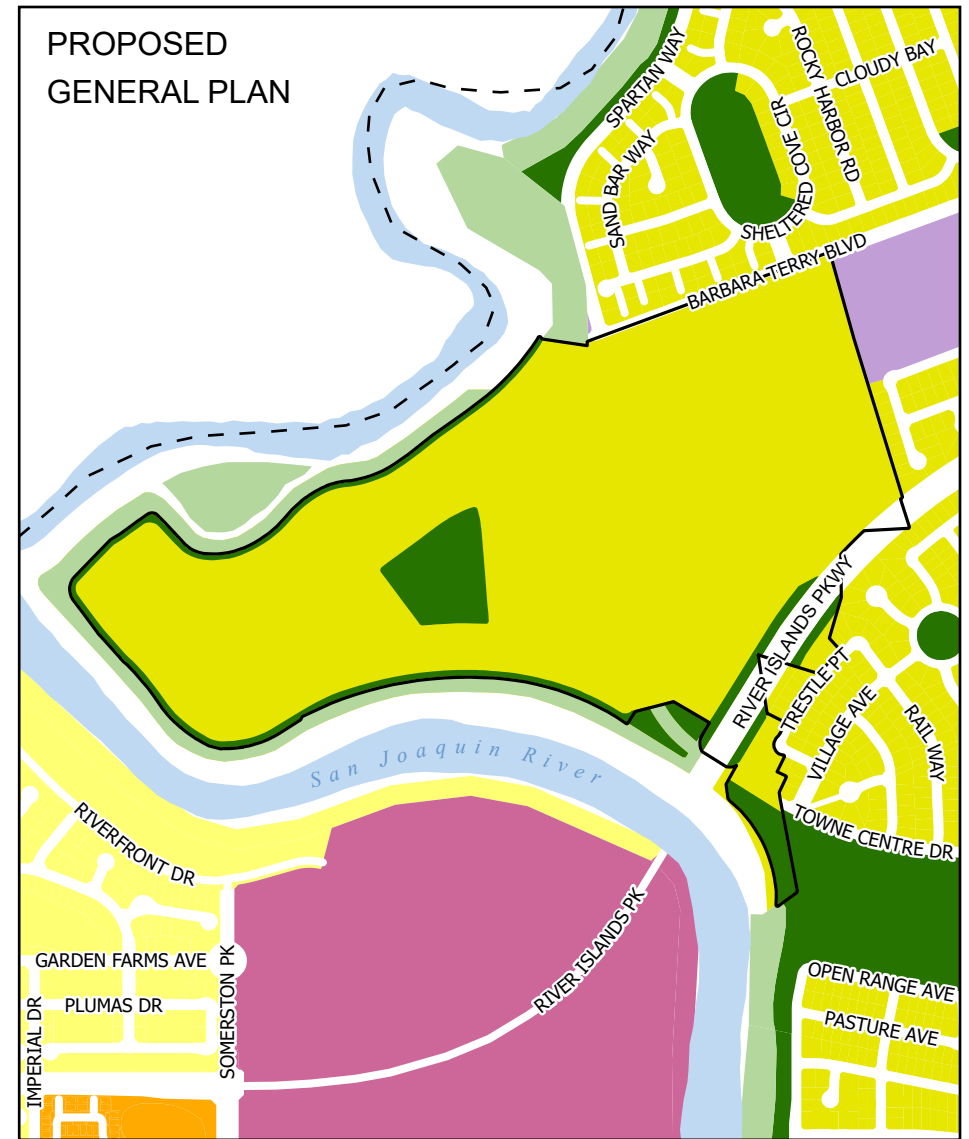 PROPOSED
GENERAL PLAN
SPARTAN WAY
ROCKY HARBOR RD
CLOUDY BAY
SAND BAR WAY
SHELTERED COVE CIR
BARBARA TERRY BLVD
RIVER ISLANDS PKWY
TRESTLE PT
VILLAGE AVE
RAIL WAY
San Joaquin River
TOWNE CENTRE DR
RIVERFRONT DR
RIVER ISLANDS PK
GARDEN FARMS AVE
SOMERSTON PK
OPEN RANGE AVE
PLUMAS DR
PASTURE AVE
IMPERIAL DR